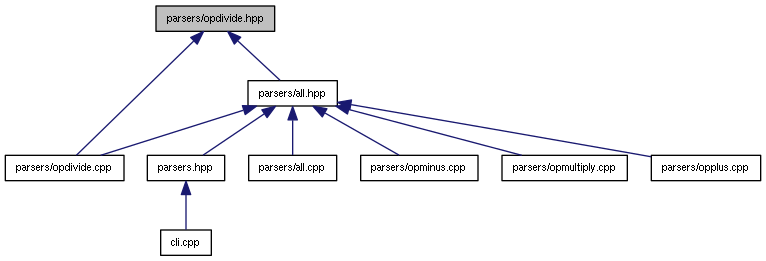 parsers/opdivide.hpp
parsers/all.hpp
parsers/opdivide.cpp
parsers.hpp
parsers/all.cpp
parsers/opminus.cpp
parsers/opmultiply.cpp
parsers/opplus.cpp
cli.cpp